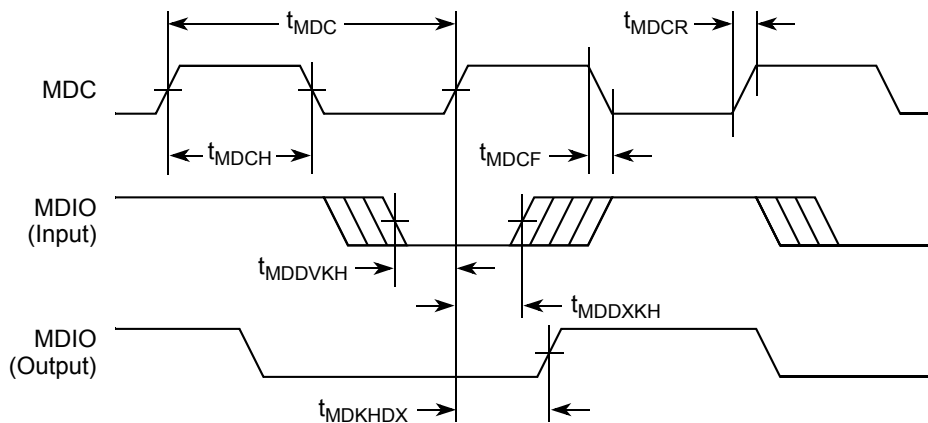 tMDC
tMDCR
MDC
tMDCH
tMDCF
MDIO
(Input)
tMDDVKH
tMDDXKH
MDIO
(Output)
tMDKHDX